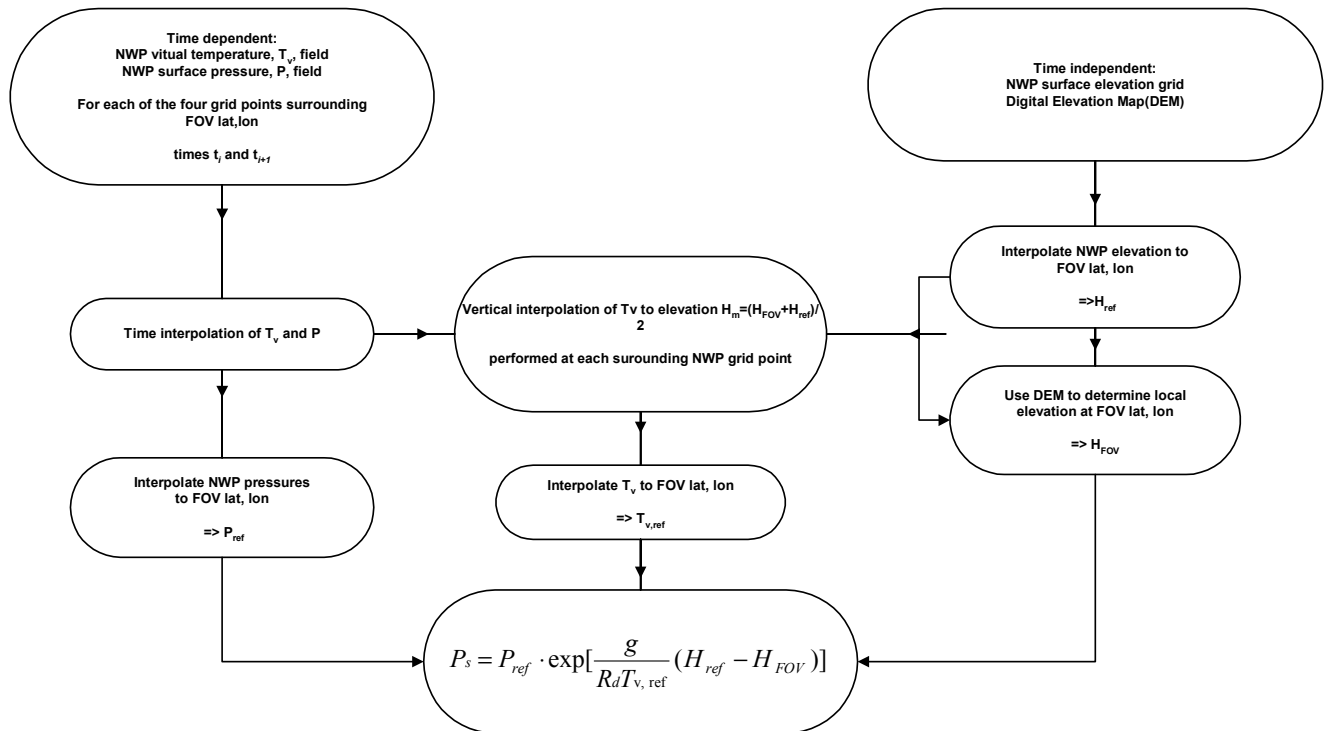 Time dependent:
NWP vitual temperature, Tv, field
NWP surface pressure, P, field
For each of the four grid points surrounding
FOV lat,lon
times ti and ti+1
Time independent:
NWP surface elevation grid
Digital Elevation Map(DEM)
Interpolate NWP elevation to
FOV lat, lon
=>Href
Time interpolation of Tv and P
Vertical interpolation of Tv to elevation Hm=(HFOV+Href)/
2
performed at each surounding NWP grid point
Use DEM to determine local
elevation at FOV lat, lon
=> HFOV
Interpolate NWP pressures
to FOV lat, lon
=> Pref
Interpolate Tv to FOV lat, lon
=> Tv,ref
Ps = Pref · exp[g/(RdTv, ref) (Href − HFOV)]